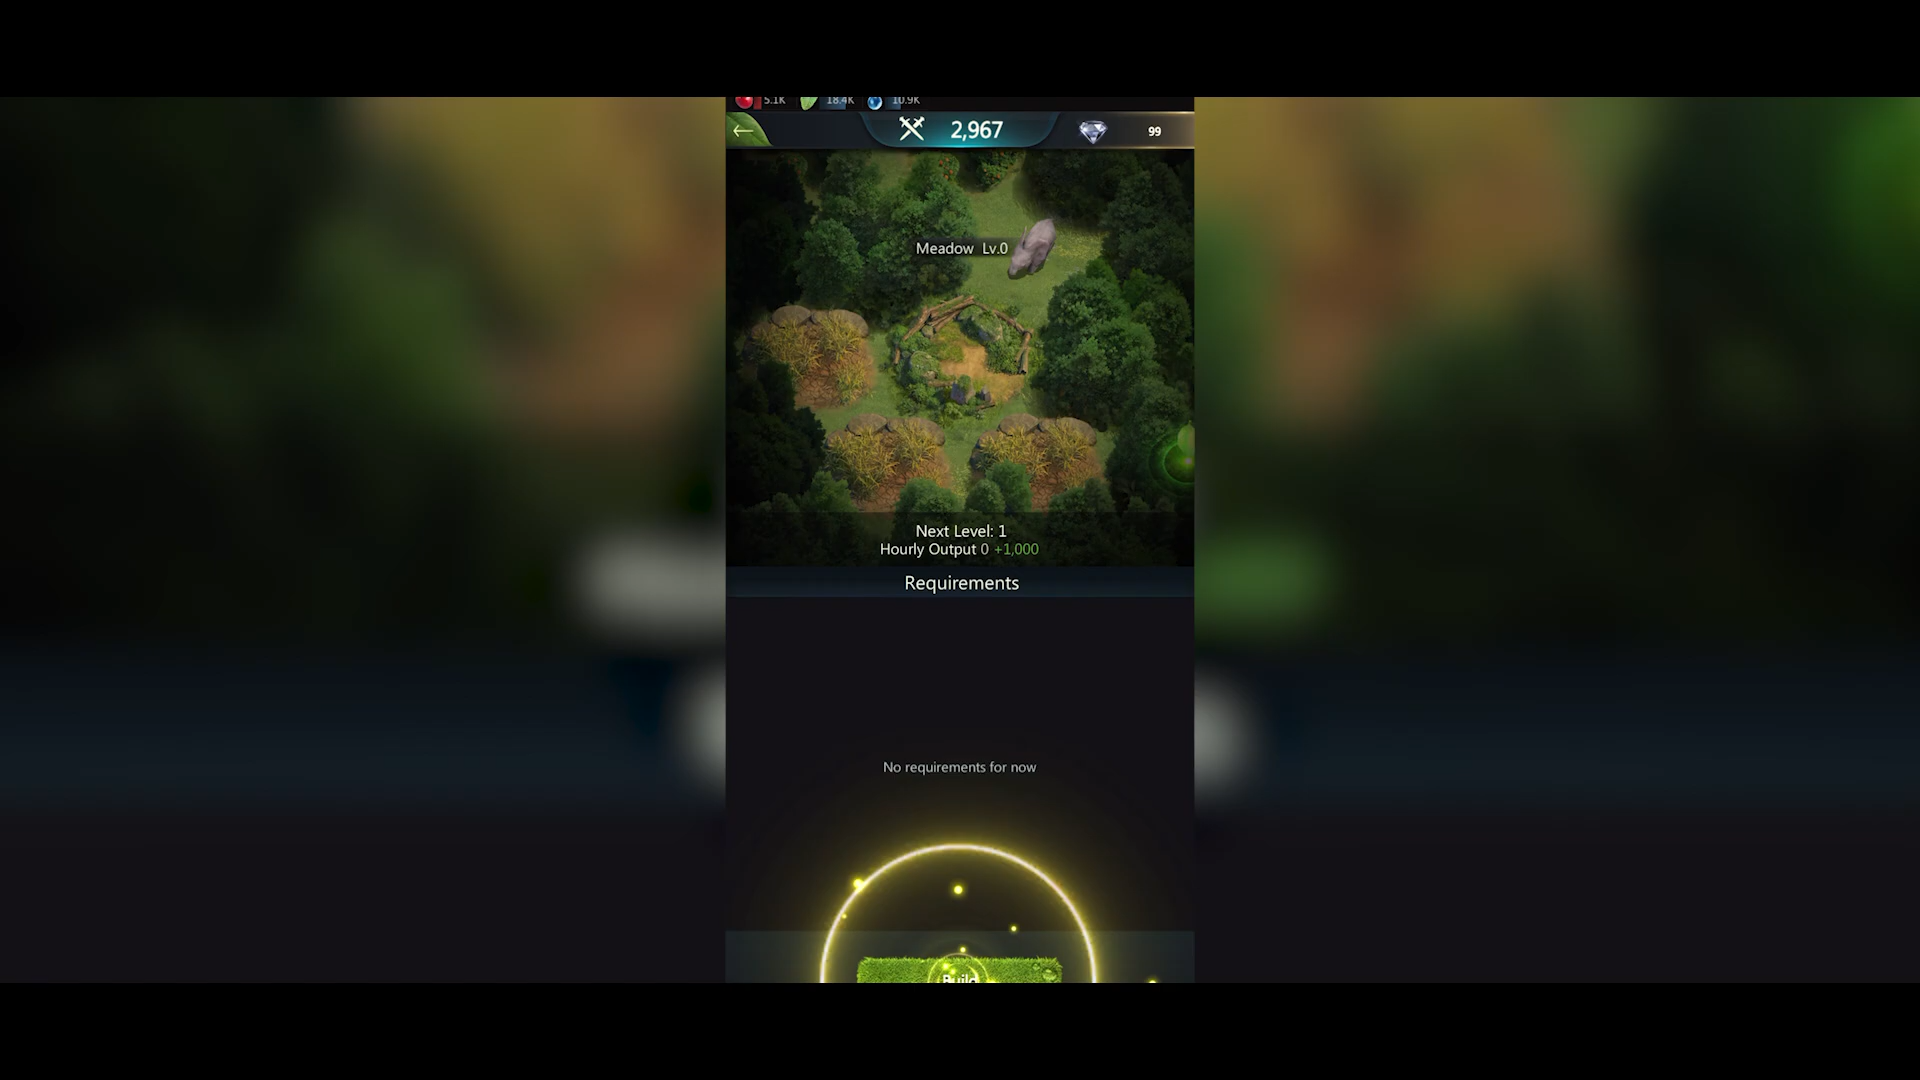 5.1K 18.4K 10.9K
2,967 99
Meadow Lv.0
Next Level: 1
Hourly Output 0 +1,000
Requirements
No requirements for now
Build